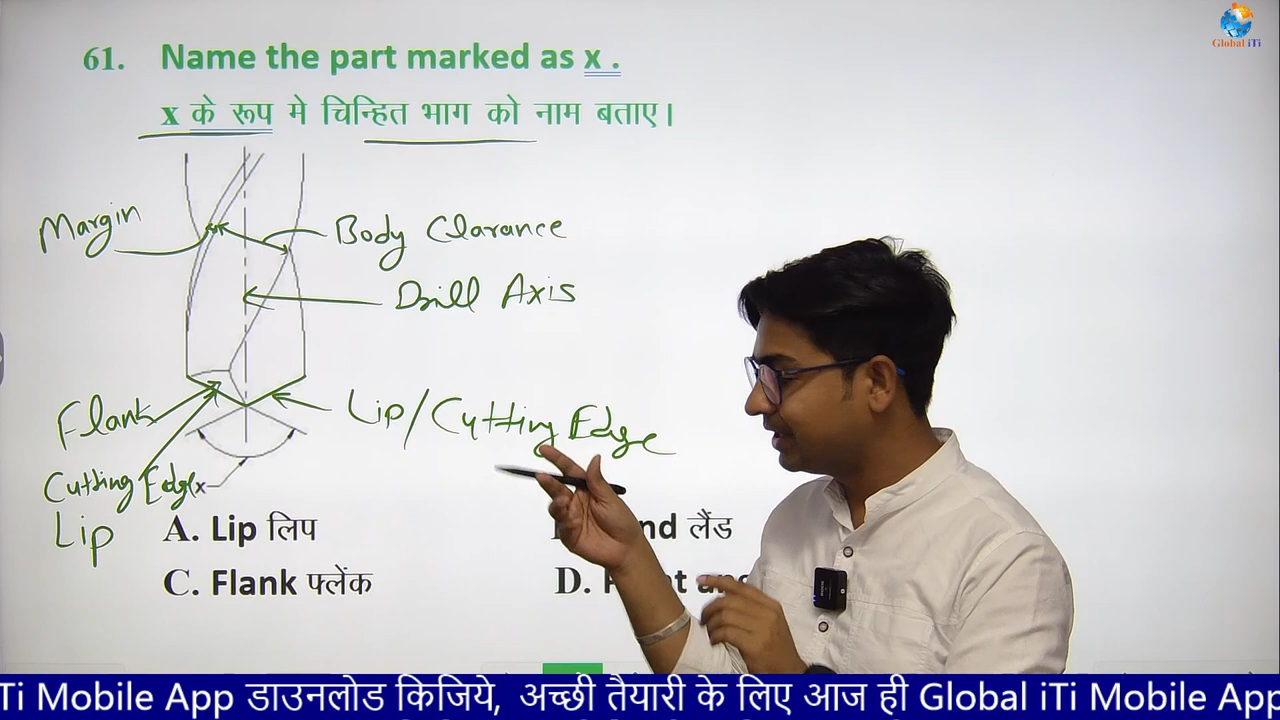 Global iTi
61. Name the part marked as x .
x के रूप मे चिन्हित भाग को नाम बताए।
Margin
Body Clarance
Drill Axis
Flank
Lip/Cutting Edge
Cutting Edge
x
Lip
A. Lip लिप
लैंड
C. Flank फ्लेंक
D.
Ti Mobile App डाउनलोड किजिये, अच्छी तैयारी के लिए आज ही Global iTi Mobile App